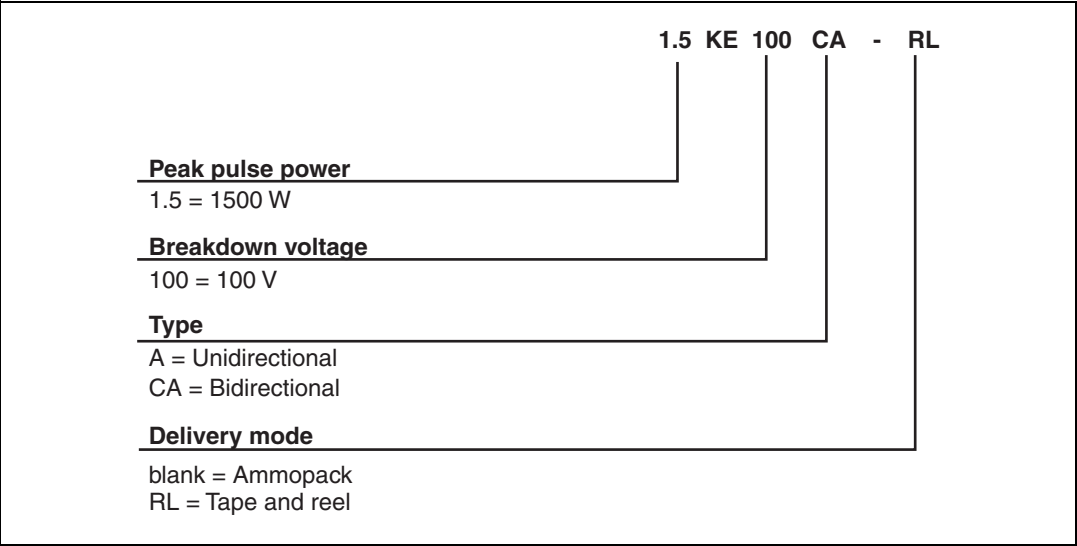 1.5 KE 100 CA - RL
Peak pulse power
1.5 = 1500 W
Breakdown voltage
100 = 100 V
Type
A = Unidirectional
CA = Bidirectional
Delivery mode
blank = Ammopack
RL = Tape and reel